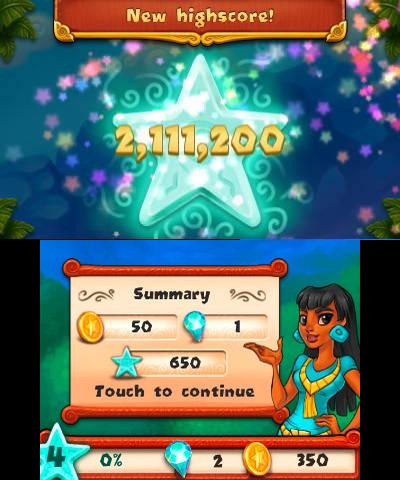 New highscore!
2,111,200
Summary
50 1
650
Touch to continue
4 0% 2 350